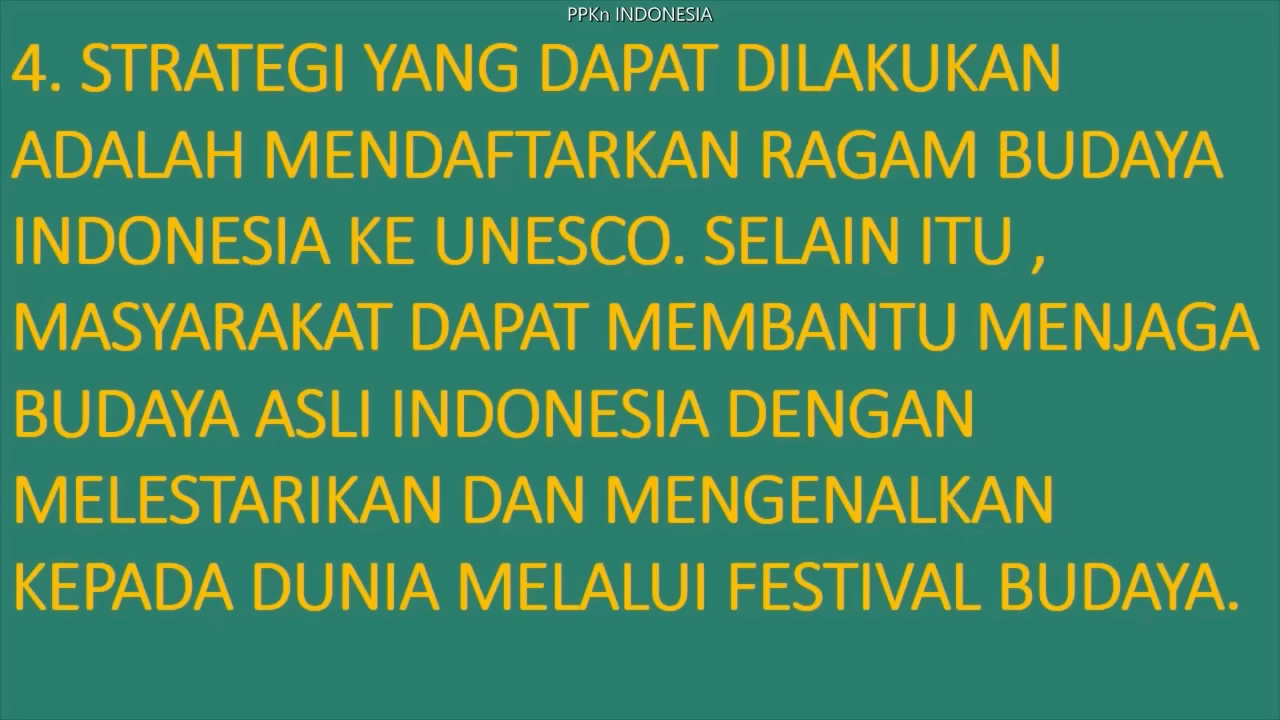 PPKn INDONESIA
4. STRATEGI YANG DAPAT DILAKUKAN
ADALAH MENDAFTARKAN RAGAM BUDAYA
INDONESIA KE UNESCO. SELAIN ITU ,
MASYARAKAT DAPAT MEMBANTU MENJAGA
BUDAYA ASLI INDONESIA DENGAN
MELESTARIKAN DAN MENGENALKAN
KEPADA DUNIA MELALUI FESTIVAL BUDAYA.